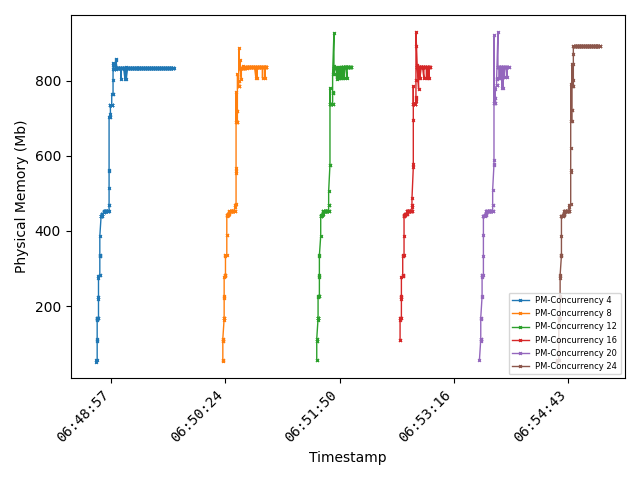 Physical Memory (Mb)
800
600
400
200
PM-Concurrency 4
PM-Concurrency 8
PM-Concurrency 12
PM-Concurrency 16
PM-Concurrency 20
PM-Concurrency 24
06:48:57
06:50:24
06:51:50
06:53:16
06:54:43
Timestamp